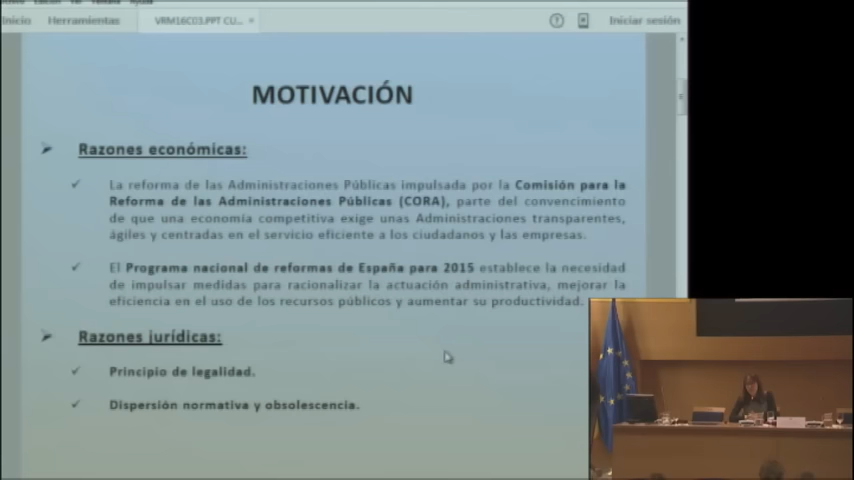 Inicio Herramientas VRM16C03.PPT CU... × Iniciar sesión
MOTIVACIÓN
Razones económicas:
La reforma de las Administraciones Públicas impulsada por la Comisión para la
Reforma de las Administraciones Públicas (CORA), parte del convencimiento
de que una economía competitiva exige unas Administraciones transparentes,
ágiles y centradas en el servicio eficiente a los ciudadanos y las empresas.
El Programa nacional de reformas de España para 2015 establece la necesidad
de impulsar medidas para racionalizar la actuación administrativa, mejorar la
eficiencia en el uso de los recursos públicos y aumentar su productividad.
Razones jurídicas:
Principio de legalidad.
Dispersión normativa y obsolescencia.